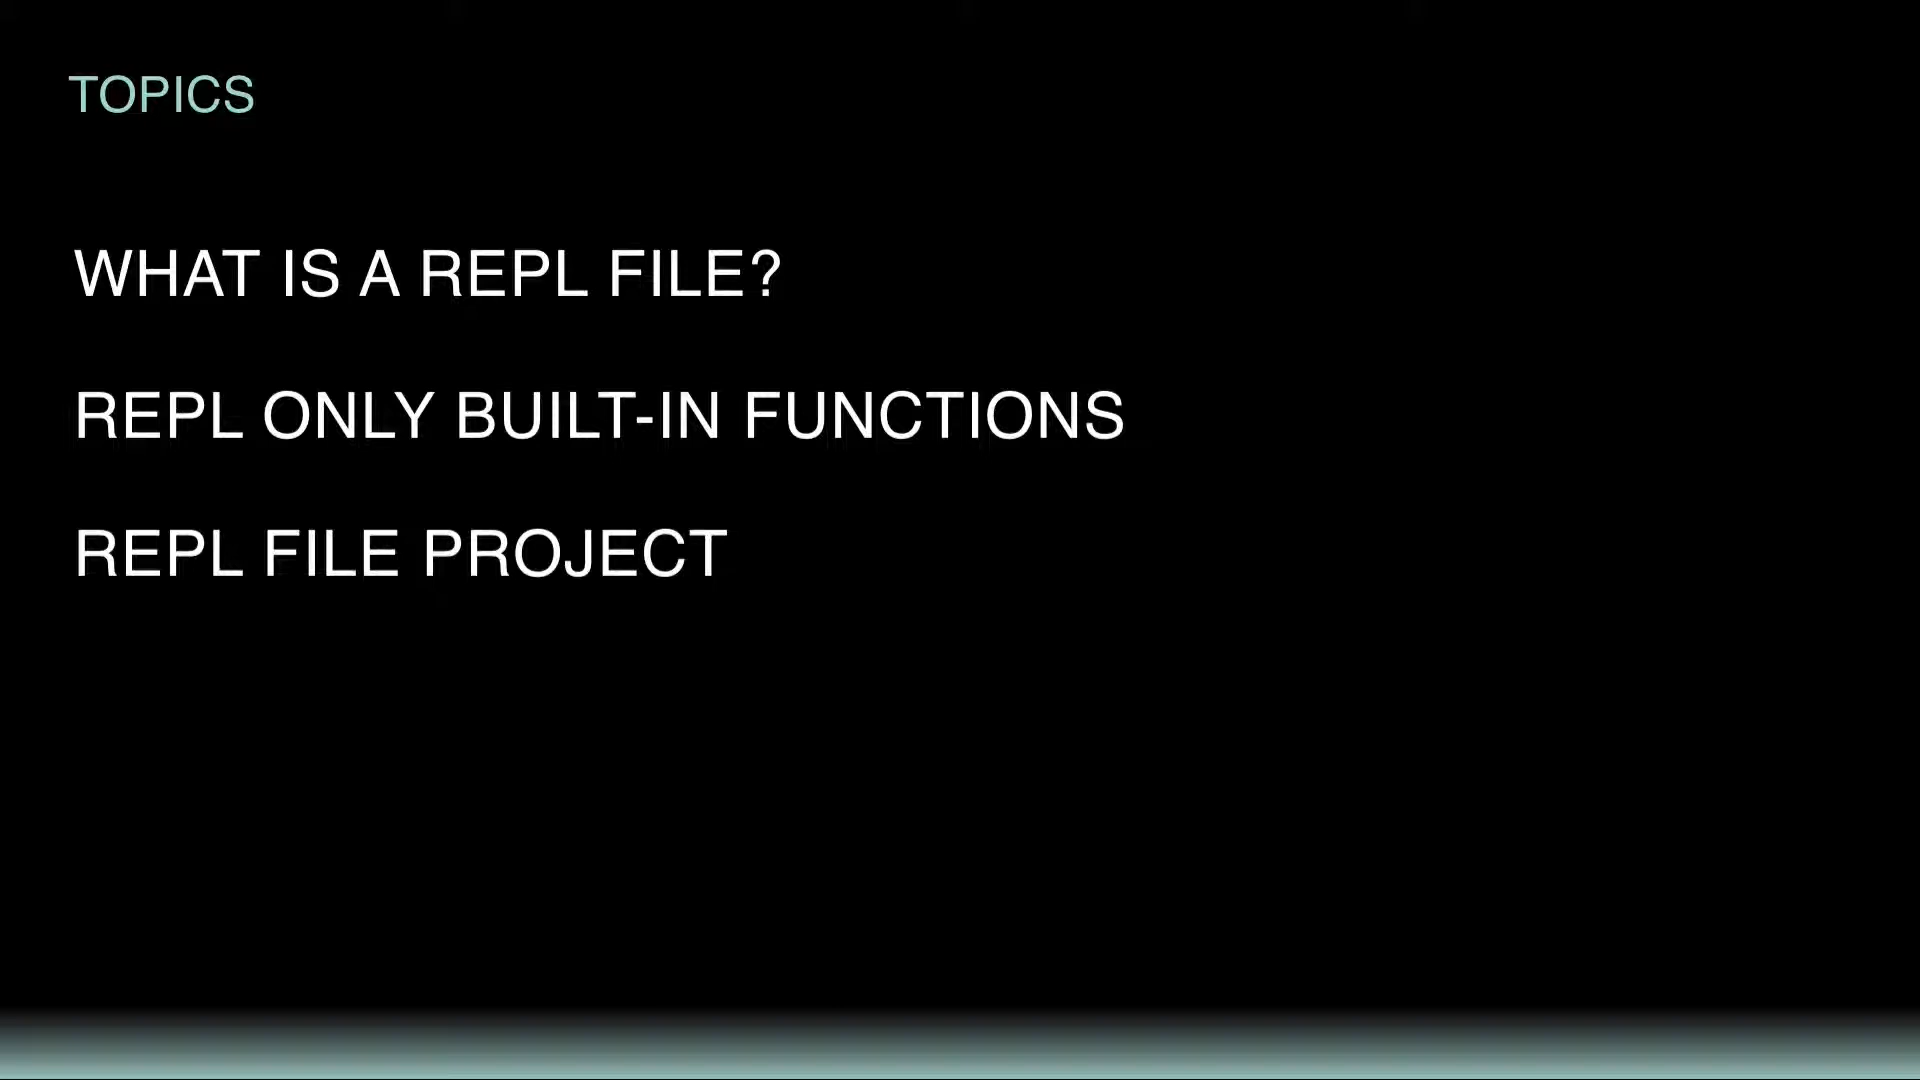 TOPICS
WHAT IS A REPL FILE?
REPL ONLY BUILT-IN FUNCTIONS
REPL FILE PROJECT